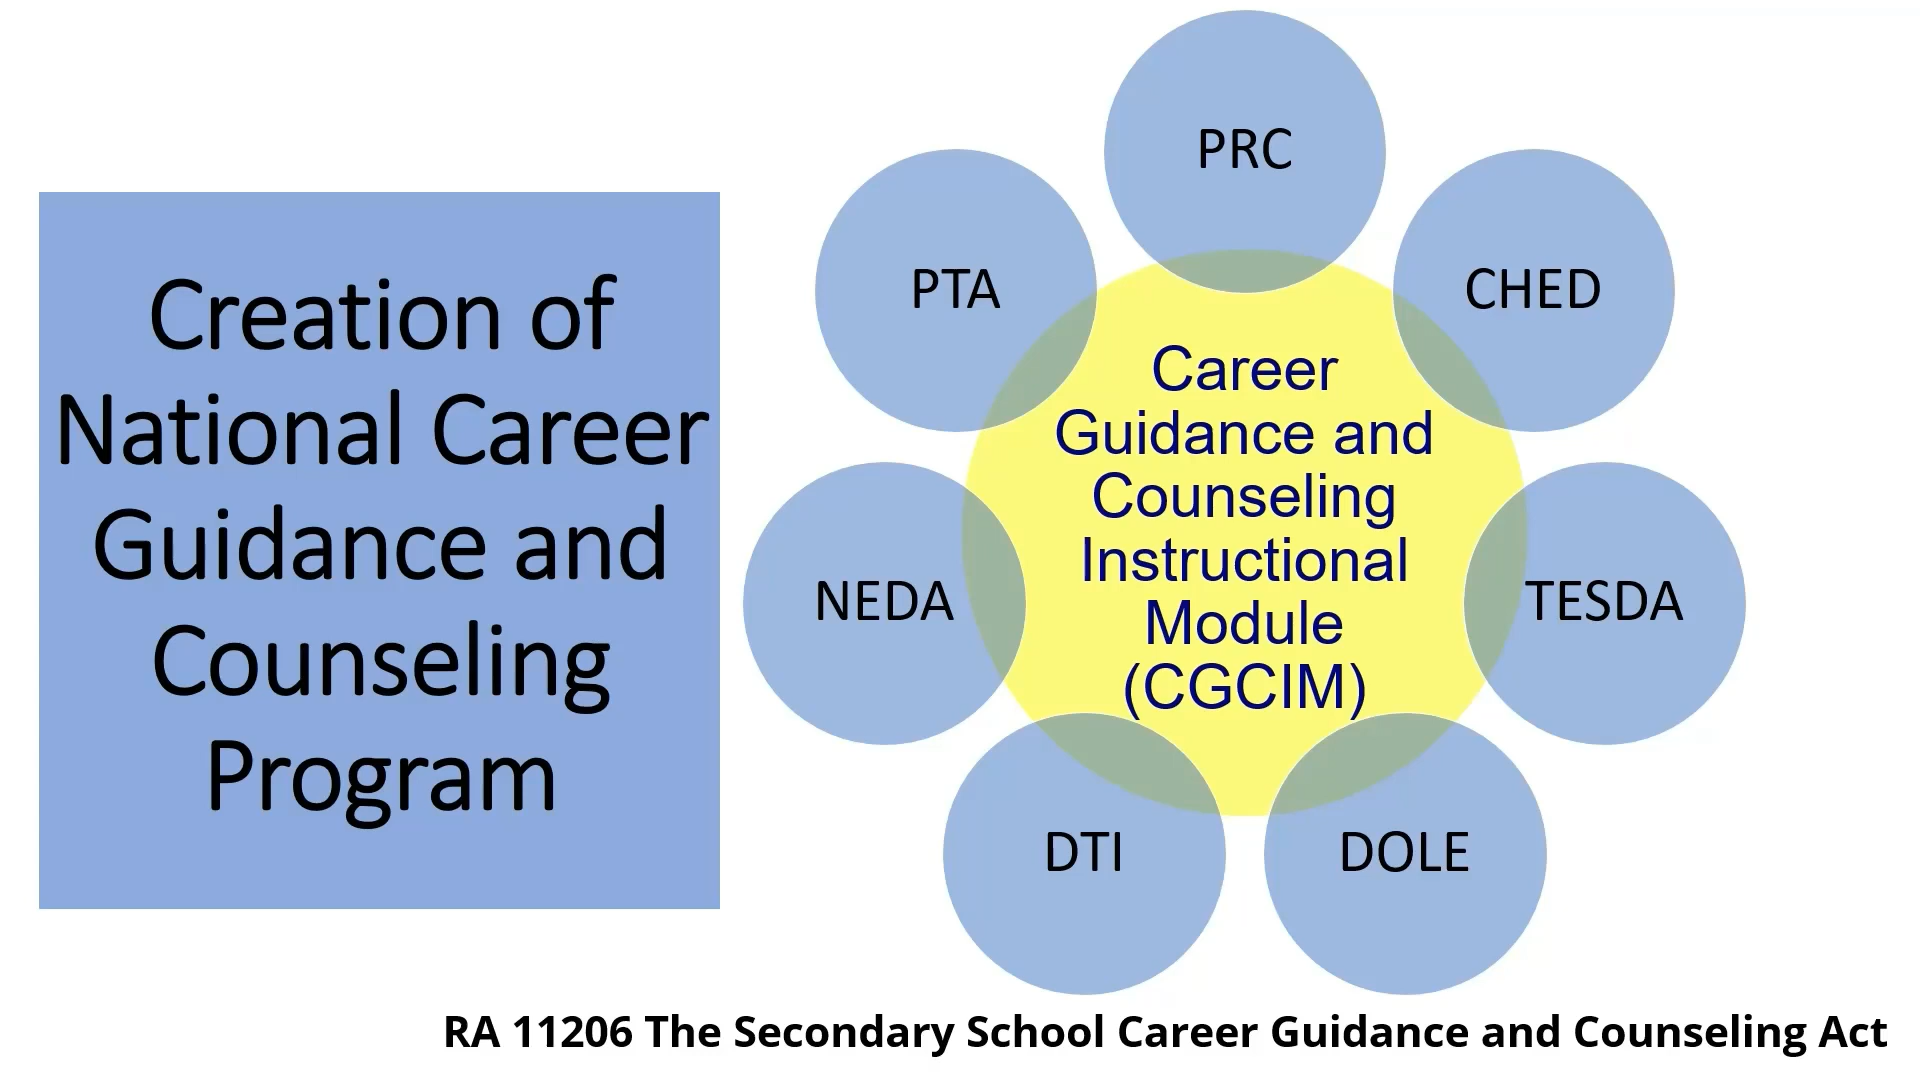 Creation of
National Career
Guidance and
Counseling
Program
PRC
CHED
TESDA
DOLE
DTI
NEDA
PTA
Career
Guidance and
Counseling
Instructional
Module
(CGCIM)
RA 11206 The Secondary School Career Guidance and Counseling Act